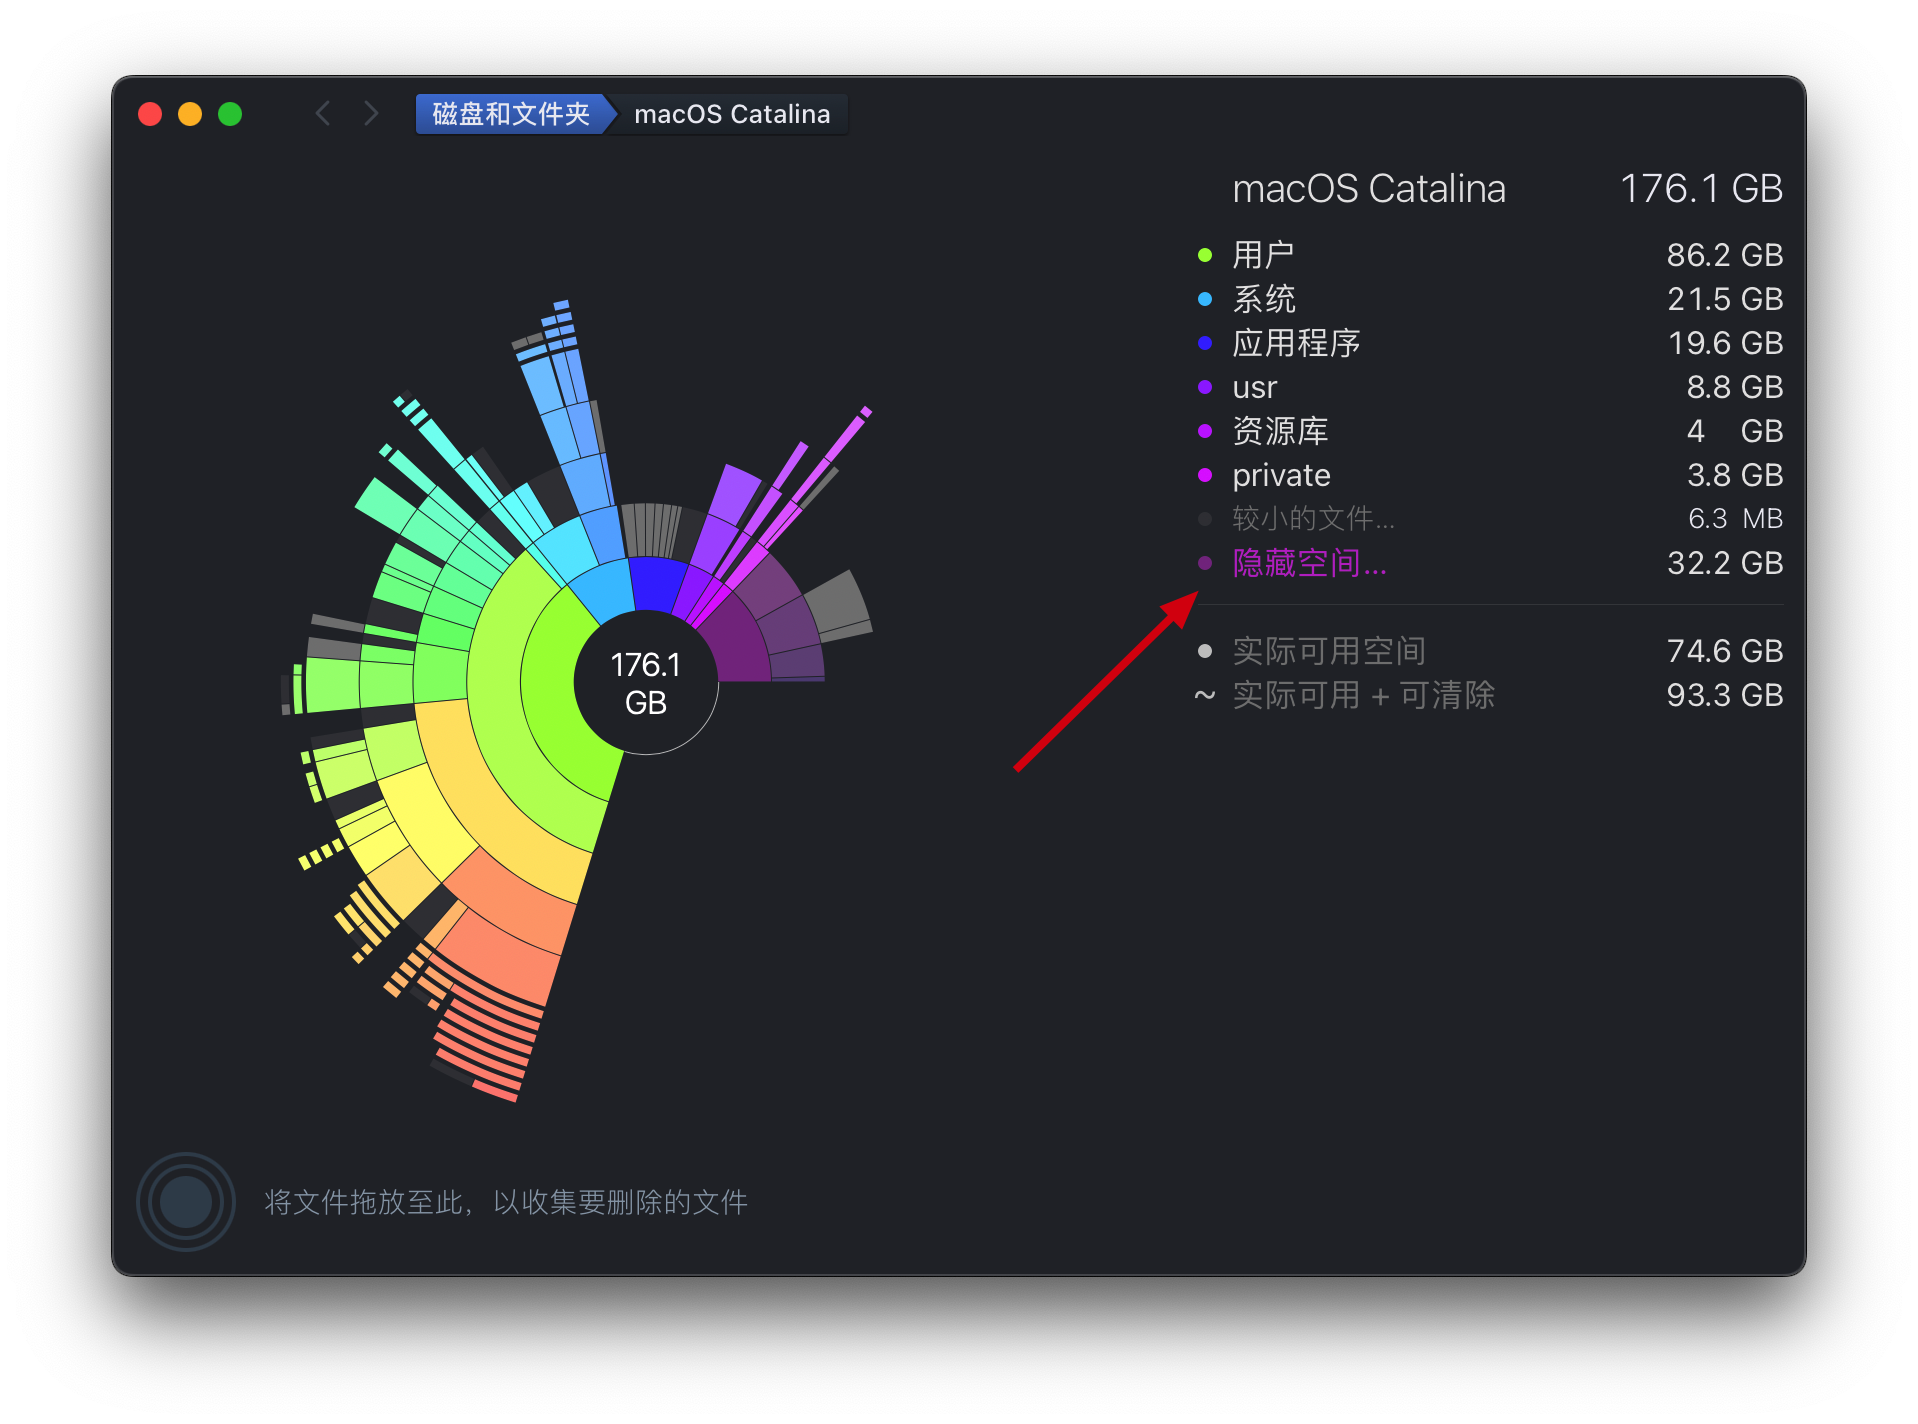 磁盘和文件夹 macOS Catalina
macOS Catalina 176.1 GB
用户 86.2 GB
系统 21.5 GB
应用程序 19.6 GB
usr 8.8 GB
资源库 4 GB
private 3.8 GB
较小的文件... 6.3 MB
隐藏空间... 32.2 GB
实际可用空间 74.6 GB
~ 实际可用 + 可清除 93.3 GB
176.1
GB
将文件拖放至此，以收集要删除的文件